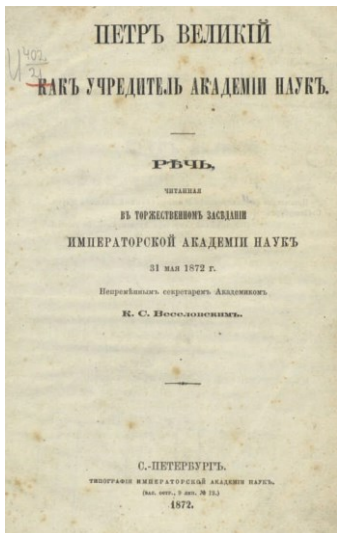 ПЕТРЪ ВЕЛИКІЙ
КАКЪ УЧРЕДИТЕЛЬ АКАДЕМІИ НАУКЪ.
РѢЧЬ,
ЧИТАННАЯ
ВЪ ТОРЖЕСТВЕННОМЪ ЗАСѢДАНІИ
ИМПЕРАТОРСКОЙ АКАДЕМІИ НАУКЪ
31 МАЯ 1872 Г.
Непремѣннымъ секретаремъ Академикомъ
К. С. Веселовскимъ.
С.-ПЕТЕРБУРГЪ.
ТИПОГРАФІЯ ИМПЕРАТОРСКОЙ АКАДЕМІИ НАУКЪ.
(Вас. остр., 9 лин. № 12.)
1872.